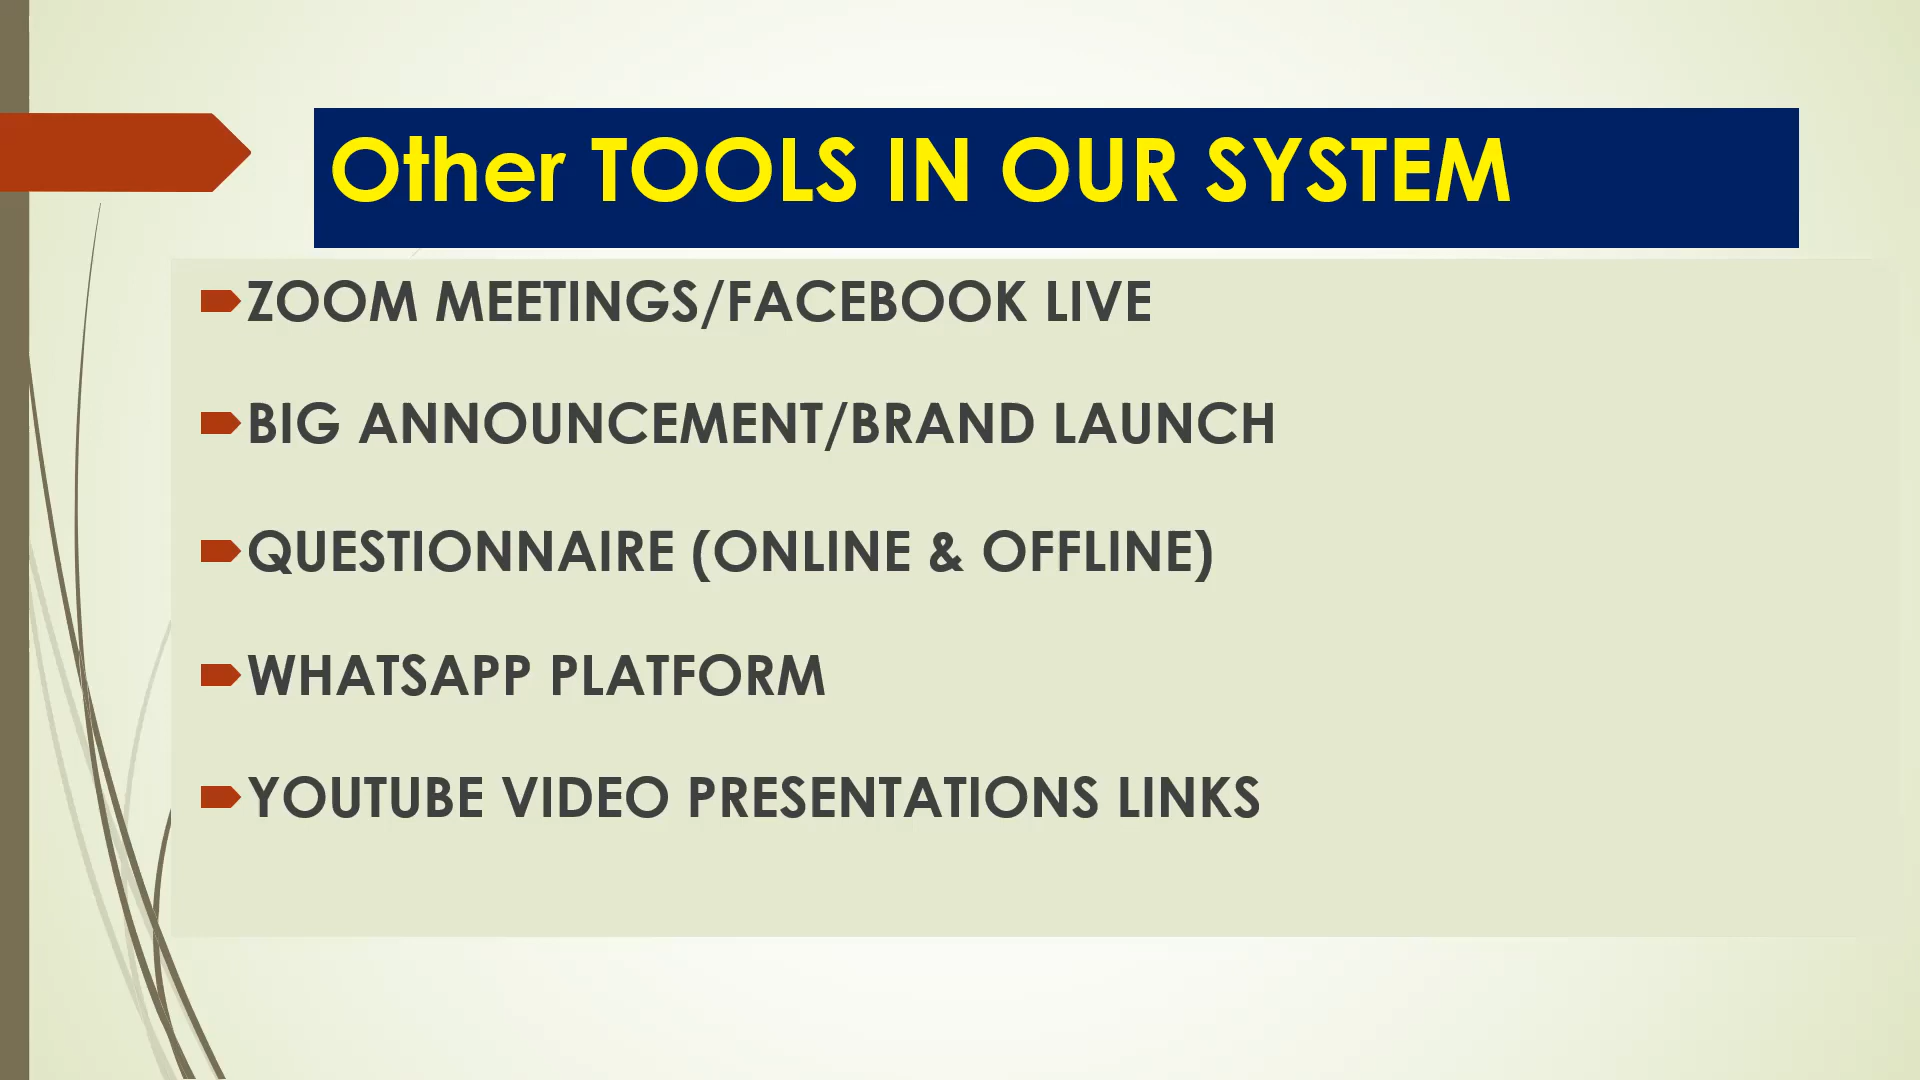 Other TOOLS IN OUR SYSTEM
ZOOM MEETINGS/FACEBOOK LIVE
BIG ANNOUNCEMENT/BRAND LAUNCH
QUESTIONNAIRE (ONLINE & OFFLINE)
WHATSAPP PLATFORM
YOUTUBE VIDEO PRESENTATIONS LINKS